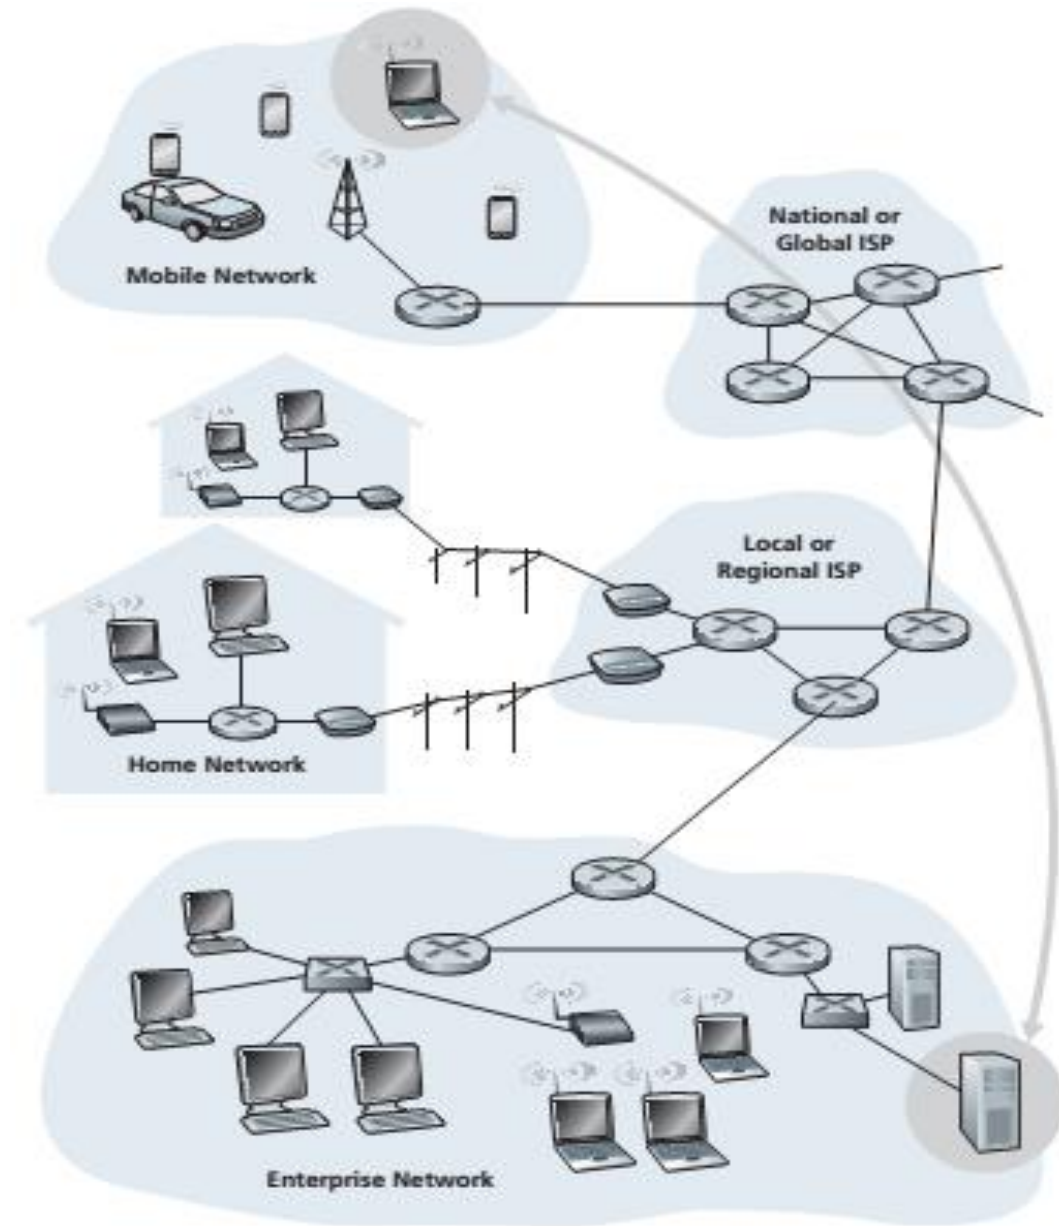 National or
Global ISP
Mobile Network
Local or
Regional ISP
Home Network
Enterprise Network